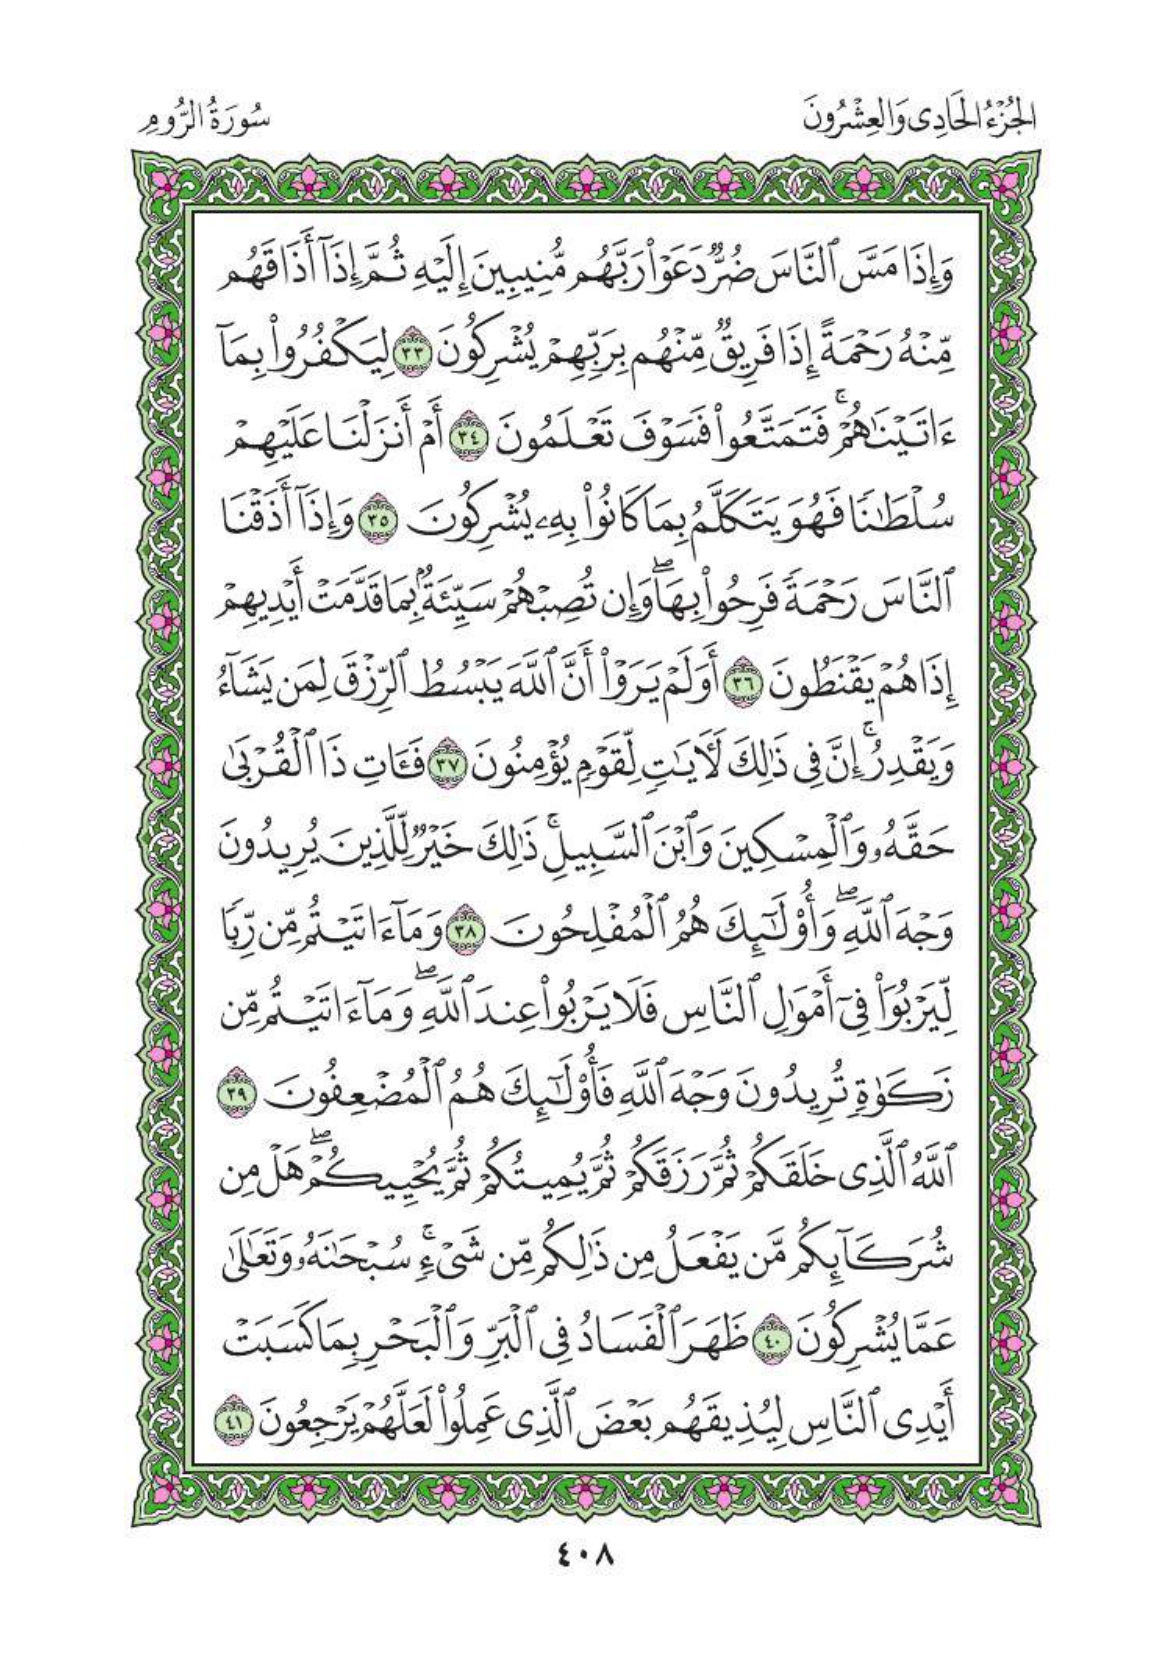 الجُزْءُ الحَادِى وَالعِشْرُونَ
سُورَةُ الرُّومِ
وَإِذَا مَسَّ ٱلنَّاسَ ضُرٌّ دَعَوْا۟ رَبَّهُم مُّنِيبِينَ إِلَيْهِ ثُمَّ إِذَآ أَذَاقَهُم
مِّنْهُ رَحْمَةً إِذَا فَرِيقٌ مِّنْهُم بِرَبِّهِمْ يُشْرِكُونَ ٣٣ لِيَكْفُرُوا۟ بِمَآ
ءَاتَيْنَٰهُمْ ۚ فَتَمَتَّعُوا۟ فَسَوْفَ تَعْلَمُونَ ٣٤ أَمْ أَنزَلْنَا عَلَيْهِمْ
سُلْطَٰنًا فَهُوَ يَتَكَلَّمُ بِمَا كَانُوا۟ بِهِۦ يُشْرِكُونَ ٣٥ وَإِذَآ أَذَقْنَا
ٱلنَّاسَ رَحْمَةً فَرِحُوا۟ بِهَا ۖ وَإِن تُصِبْهُمْ سَيِّئَةٌۢ بِمَا قَدَّمَتْ أَيْدِيهِمْ
إِذَا هُمْ يَقْنَطُونَ ٣٦ أَوَلَمْ يَرَوْا۟ أَنَّ ٱللَّهَ يَبْسُطُ ٱلرِّزْقَ لِمَن يَشَآءُ
وَيَقْدِرُ ۚ إِنَّ فِى ذَٰلِكَ لَءَايَٰتٍ لِّقَوْمٍ يُؤْمِنُونَ ٣٧ فَـَٔاتِ ذَا ٱلْقُرْبَىٰ
حَقَّهُۥ وَٱلْمِسْكِينَ وَٱبْنَ ٱلسَّبِيلِ ۚ ذَٰلِكَ خَيْرٌ لِّلَّذِينَ يُرِيدُونَ
وَجْهَ ٱللَّهِ ۖ وَأُو۟لَٰٓئِكَ هُمُ ٱلْمُفْلِحُونَ ٣٨ وَمَآ ءَاتَيْتُم مِّن رِّبًا
لِّيَرْبُوَا۟ فِىٓ أَمْوَٰلِ ٱلنَّاسِ فَلَا يَرْبُوا۟ عِندَ ٱللَّهِ ۖ وَمَآ ءَاتَيْتُم مِّن
زَكَوٰةٍ تُرِيدُونَ وَجْهَ ٱللَّهِ فَأُو۟لَٰٓئِكَ هُمُ ٱلْمُضْعِفُونَ ٣٩
ٱللَّهُ ٱلَّذِى خَلَقَكُمْ ثُمَّ رَزَقَكُمْ ثُمَّ يُمِيتُكُمْ ثُمَّ يُحْيِيكُمْ ۖ هَلْ مِن
شُرَكَآئِكُم مَّن يَفْعَلُ مِن ذَٰلِكُم مِّن شَىْءٍ ۚ سُبْحَٰنَهُۥ وَتَعَٰلَىٰ
عَمَّا يُشْرِكُونَ ٤٠ ظَهَرَ ٱلْفَسَادُ فِى ٱلْبَرِّ وَٱلْبَحْرِ بِمَا كَسَبَتْ
أَيْدِى ٱلنَّاسِ لِيُذِيقَهُم بَعْضَ ٱلَّذِى عَمِلُوا۟ لَعَلَّهُمْ يَرْجِعُونَ ٤١
٤٠٨